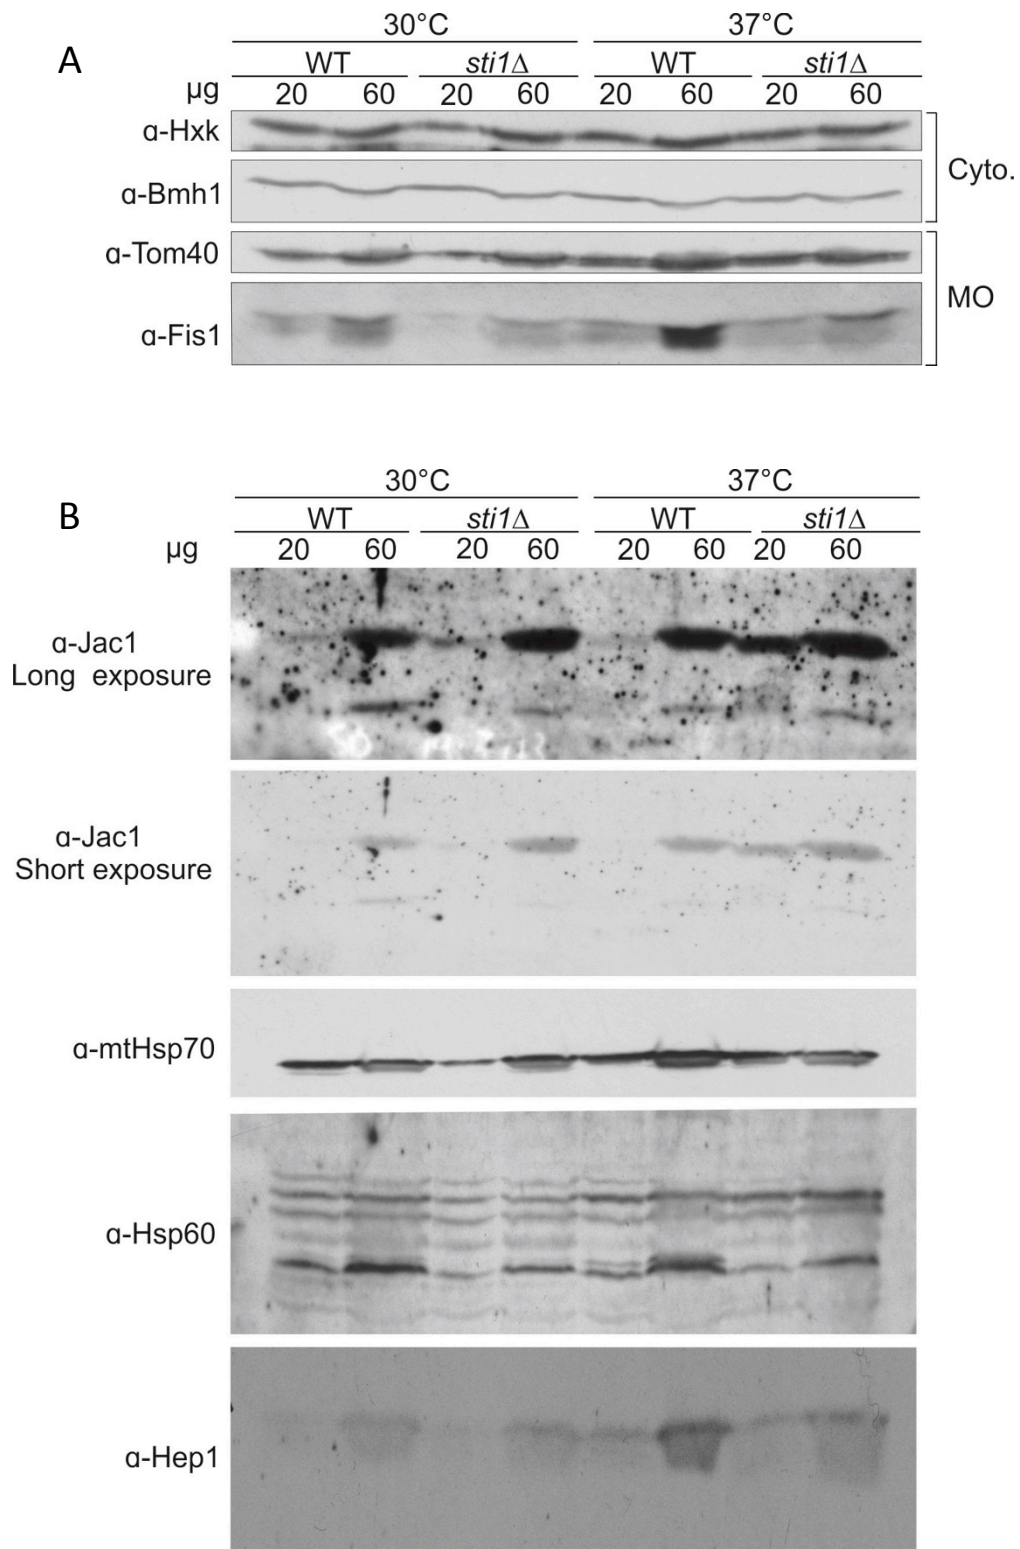 A
30°C 37°C
WT sti1Δ WT sti1Δ
µg 20 60 20 60 20 60 20 60
ɑ-Hxk
ɑ-Bmh1
Cyto.
ɑ-Tom40
ɑ-Fis1
MO
B
30°C 37°C
WT sti1Δ WT sti1Δ
µg 20 60 20 60 20 60 20 60
ɑ-Jac1
Long exposure
ɑ-Jac1
Short exposure
ɑ-mtHsp70
ɑ-Hsp60
ɑ-Hep1